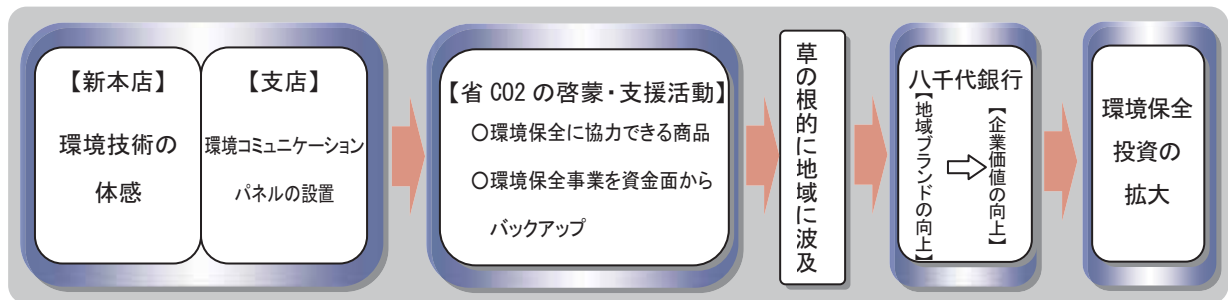 【新本店】
環境技術の
体感
【支店】
環境コミュニケーション
パネルの設置
【省 CO2 の啓蒙・支援活動】
○環境保全に協力できる商品
○環境保全事業を資金面から
バックアップ
草の根的に地域に波及
八千代銀行
【地域ブランドの向上】
【企業価値の向上】
環境保全
投資の
拡大